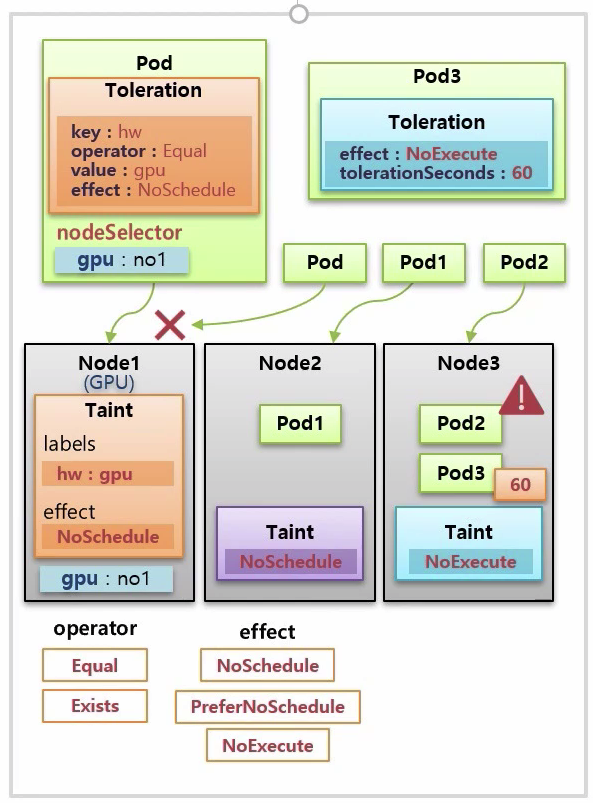 Pod
Toleration
key : hw
operator : Equal
value : gpu
effect : NoSchedule
nodeSelector
gpu : no1
Pod3
Toleration
effect : NoExecute
tolerationSeconds : 60
Pod
Pod1
Pod2
Node1
(GPU)
Taint
labels
hw : gpu
effect
NoSchedule
gpu : no1
Node2
Pod1
Taint
NoSchedule
Node3
Pod2
Pod3
60
Taint
NoExecute
operator
Equal
Exists
effect
NoSchedule
PreferNoSchedule
NoExecute